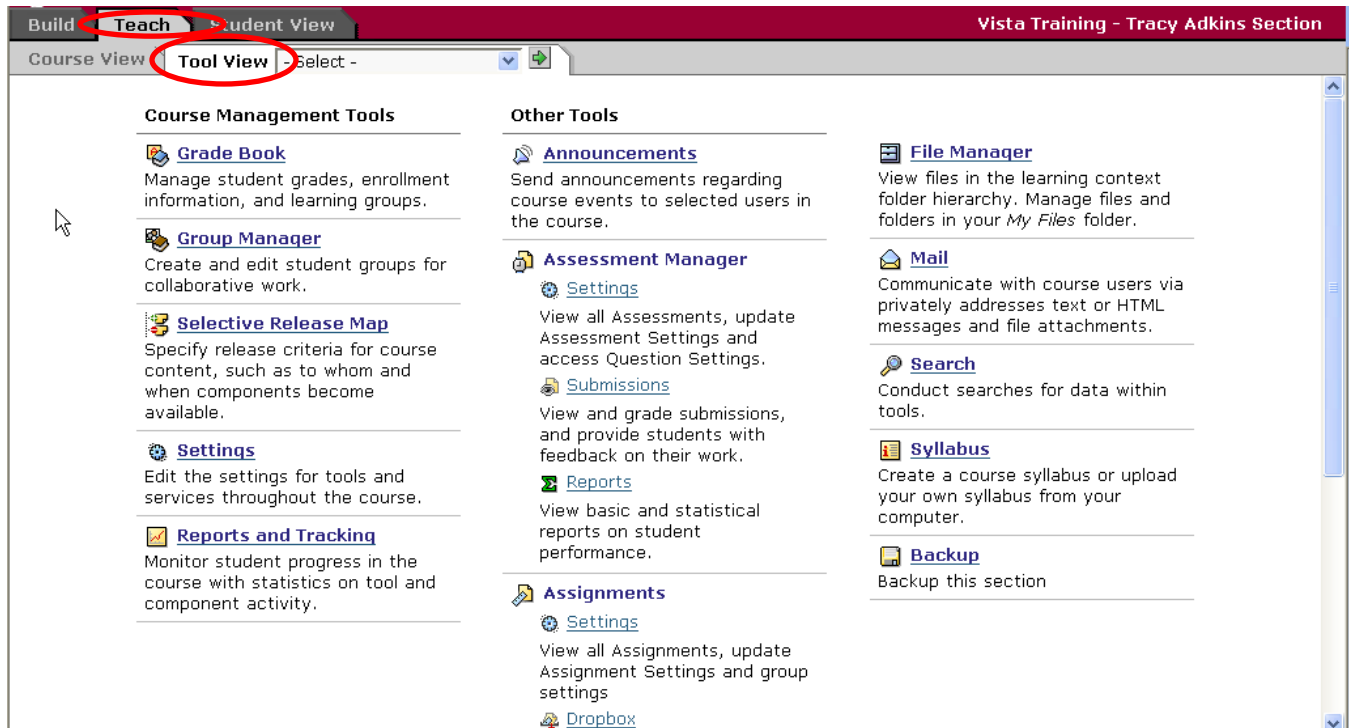 Build Teach Student View Vista Training - Tracy Adkins Section
Course View Tool View - Select -
Course Management Tools
Grade Book
Manage student grades, enrollment
information, and learning groups.
Group Manager
Create and edit student groups for
collaborative work.
Selective Release Map
Specify release criteria for course
content, such as to whom and
when components become
available.
Settings
Edit the settings for tools and
services throughout the course.
Reports and Tracking
Monitor student progress in the
course with statistics on tool and
component activity.
Other Tools
Announcements
Send announcements regarding
course events to selected users in
the course.
Assessment Manager
Settings
View all Assessments, update
Assessment Settings and
access Question Settings.
Submissions
View and grade submissions,
and provide students with
feedback on their work.
Reports
View basic and statistical
reports on student
performance.
Assignments
Settings
View all Assignments, update
Assignment Settings and group
settings
Dropbox
File Manager
View files in the learning context
folder hierarchy. Manage files and
folders in your My Files folder.
Mail
Communicate with course users via
privately addresses text or HTML
messages and file attachments.
Search
Conduct searches for data within
tools.
Syllabus
Create a course syllabus or upload
your own syllabus from your
computer.
Backup
Backup this section